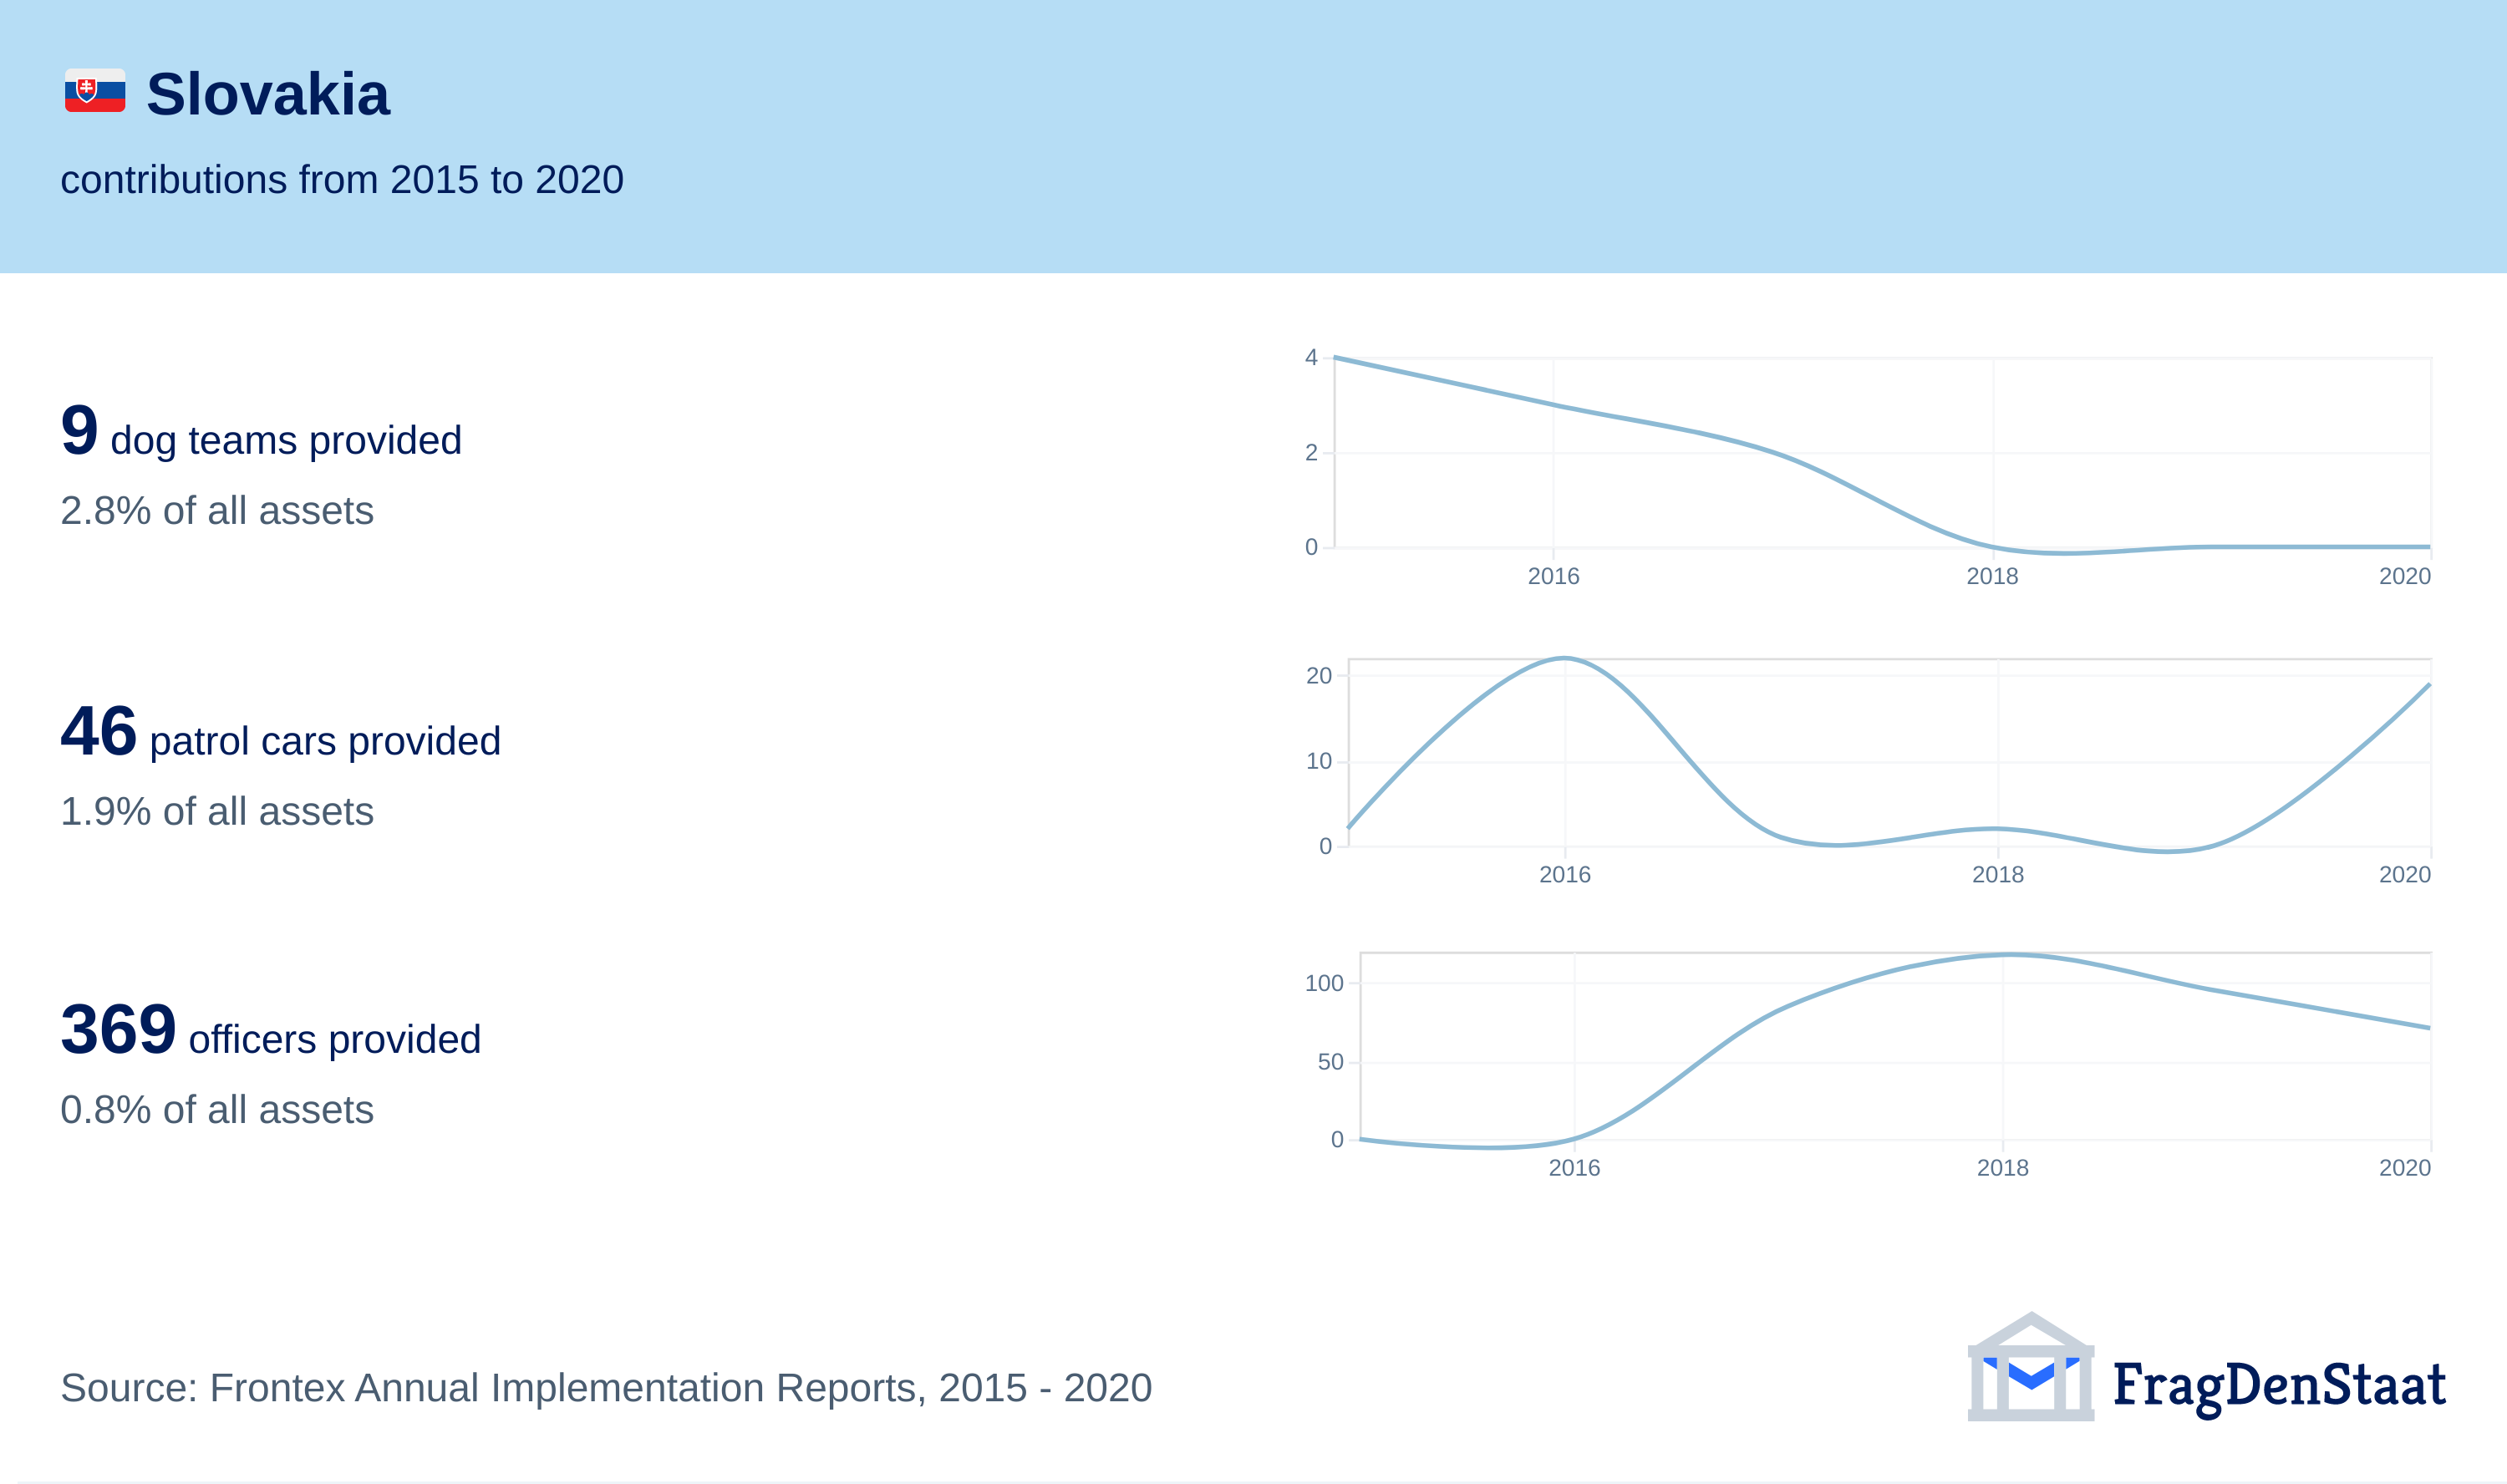 Slovakia
contributions from 2015 to 2020
9 dog teams provided
2.8% of all assets
4
2
0
2016 2018 2020
46 patrol cars provided
1.9% of all assets
20
10
0
2016 2018 2020
369 officers provided
0.8% of all assets
100
50
0
2016 2018 2020
Source: Frontex Annual Implementation Reports, 2015 - 2020
FragDenStaat